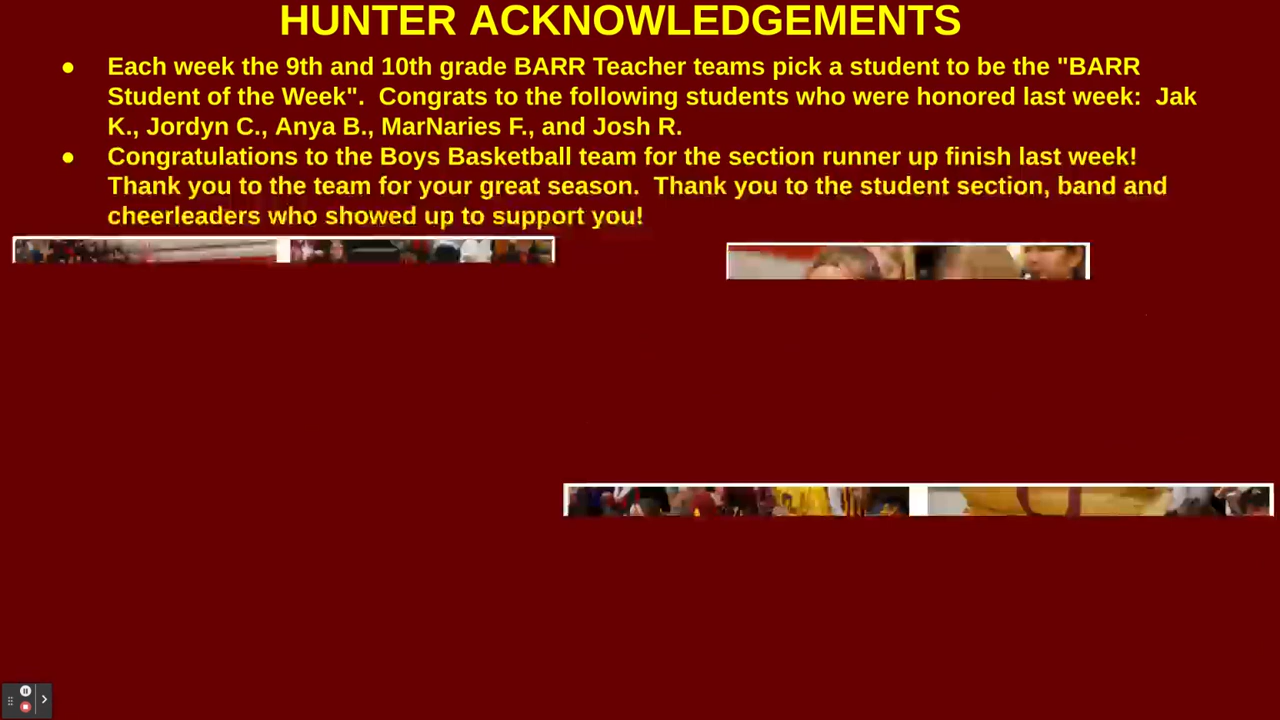 HUNTER ACKNOWLEDGEMENTS
● Each week the 9th and 10th grade BARR Teacher teams pick a student to be the "BARR
Student of the Week".  Congrats to the following students who were honored last week:  Jak
K., Jordyn C., Anya B., MarNaries F., and Josh R.
● Congratulations to the Boys Basketball team for the section runner up finish last week!
Thank you to the team for your great season.  Thank you to the student section, band and
cheerleaders who showed up to support you!